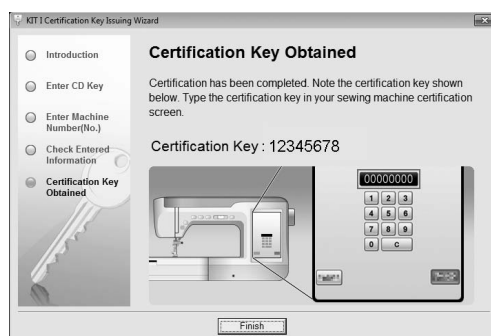 KIT I Certification Key Issuing Wizard
Introduction
Enter CD Key
Enter Machine
Number(No.)
Check Entered
Information
Certification Key
Obtained
Certification Key Obtained
Certification has been completed. Note the certification key shown
below. Type the certification key in your sewing machine certification
screen.
Certification Key : 12345678
00000000
1 2 3
4 5 6
7 8 9
0 C
Finish